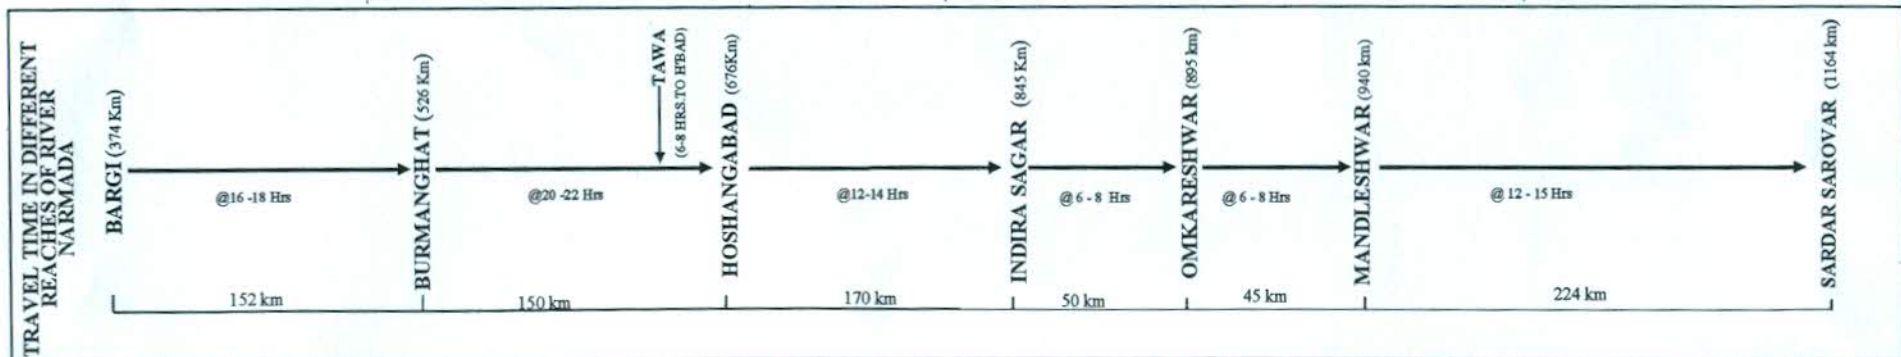 TRAVEL TIME IN DIFFERENT
REACHES OF RIVER
NARMADA
BARGI (374 Km)
@16 -18 Hrs
BURMANGHAT (526 Km)
@20 -22 Hrs
TAWA
(6-8 HRS.TO H'BAD)
HOSHANGABAD (676Km)
@12-14 Hrs
INDIRA SAGAR (845 Km)
@ 6 - 8 Hrs
OMKARESHWAR (895 km)
@ 6 - 8 Hrs
MANDLESHWAR (940 km)
@ 12 - 15 Hrs
SARDAR SAROVAR (1164 km)
152 km
150 km
170 km
50 km
45 km
224 km